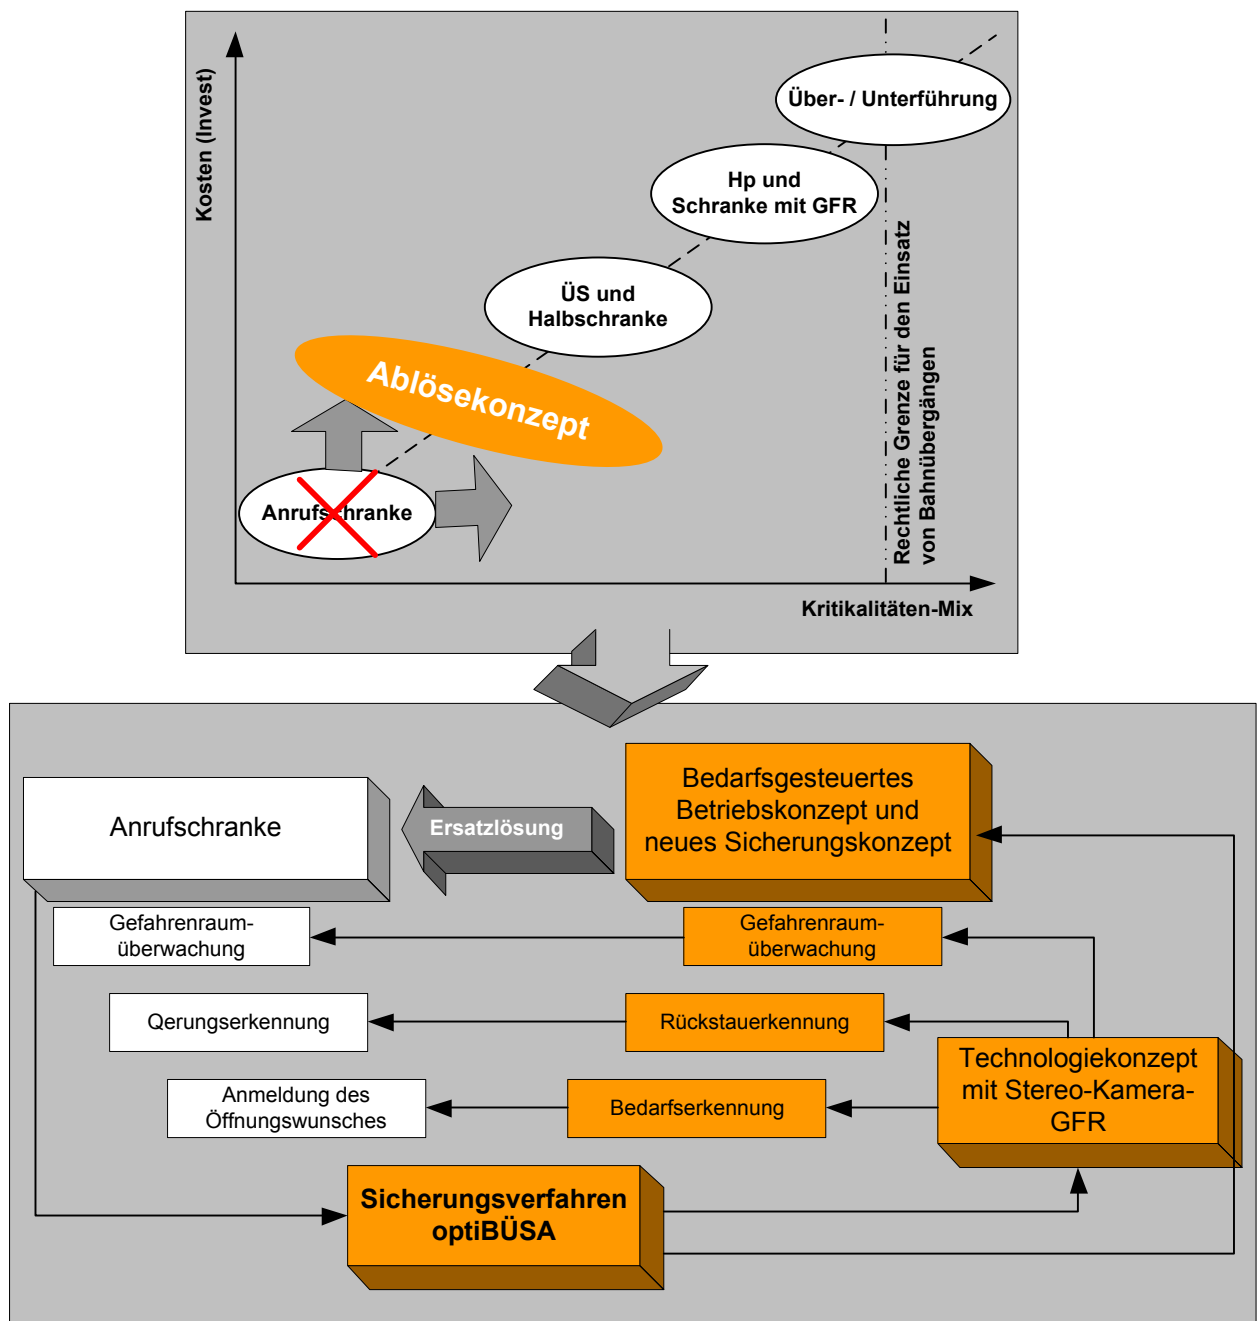 Kosten (Invest)
Über- / Unterführung
Hp und
Schranke mit GFR
ÜS und
Halbschranke
Ablösekonzept
Anrufschranke
Rechtliche Grenze für den Einsatz
von Bahnübergängen
Kritikalitäten-Mix
Anrufschranke
Ersatzlösung
Bedarfsgesteuertes
Betriebskonzept und
neues Sicherungskonzept
Gefahrenraum-
überwachung
Gefahrenraum-
überwachung
Qerungserkennung
Rückstauerkennung
Technologiekonzept
mit Stereo-Kamera-
GFR
Anmeldung des
Öffnungswunsches
Bedarfserkennung
Sicherungsverfahren
optiBÜSA